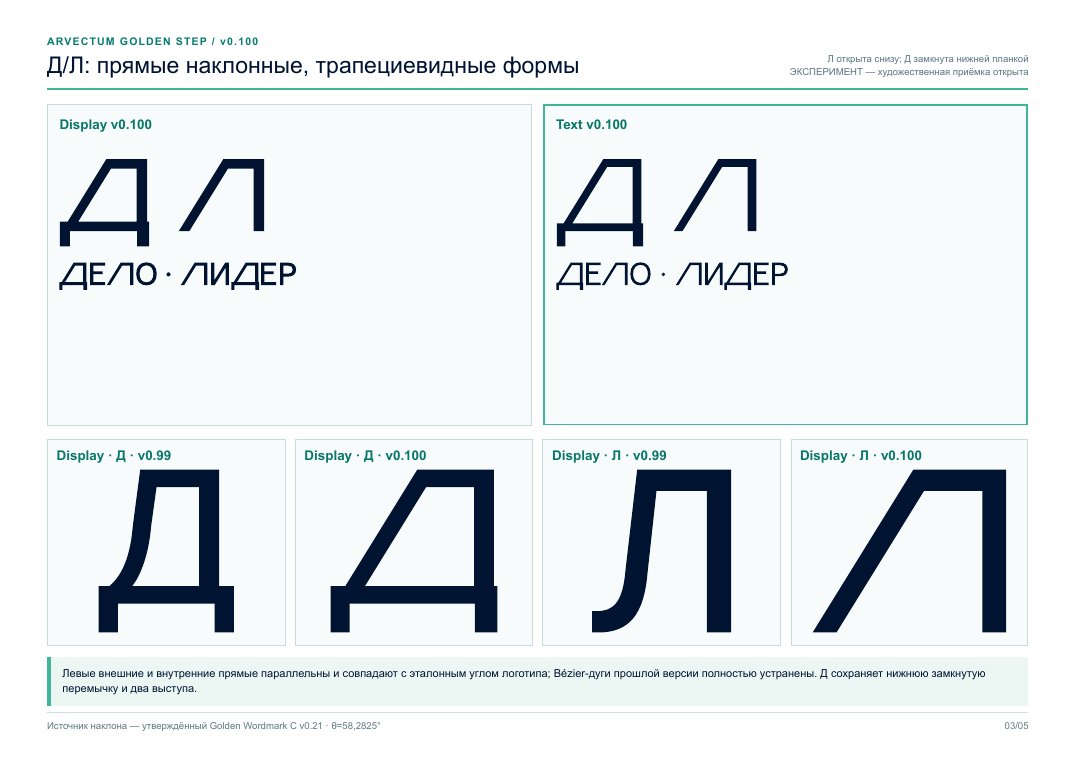 ARVECTUM GOLDEN STEP / v0.100
Д/Л: прямые наклонные, трапециевидные формы
Л открыта снизу; Д замкнута нижней планкой
ЭКСПЕРИМЕНТ — художественная приёмка открыта
Display v0.100
Д Л
ДЕЛО · ЛИДЕР
Text v0.100
Д Л
ДЕЛО · ЛИДЕР
Display · Д · v0.99
Д
Display · Д · v0.100
Д
Display · Л · v0.99
Л
Display · Л · v0.100
Л
Левые внешние и внутренние прямые параллельны и совпадают с эталонным углом логотипа; Bézier-дуги прошлой версии полностью устранены. Д сохраняет нижнюю замкнутую
перемычку и два выступа.
Источник наклона — утверждённый Golden Wordmark C v0.21 · θ=58,2825°
03/05